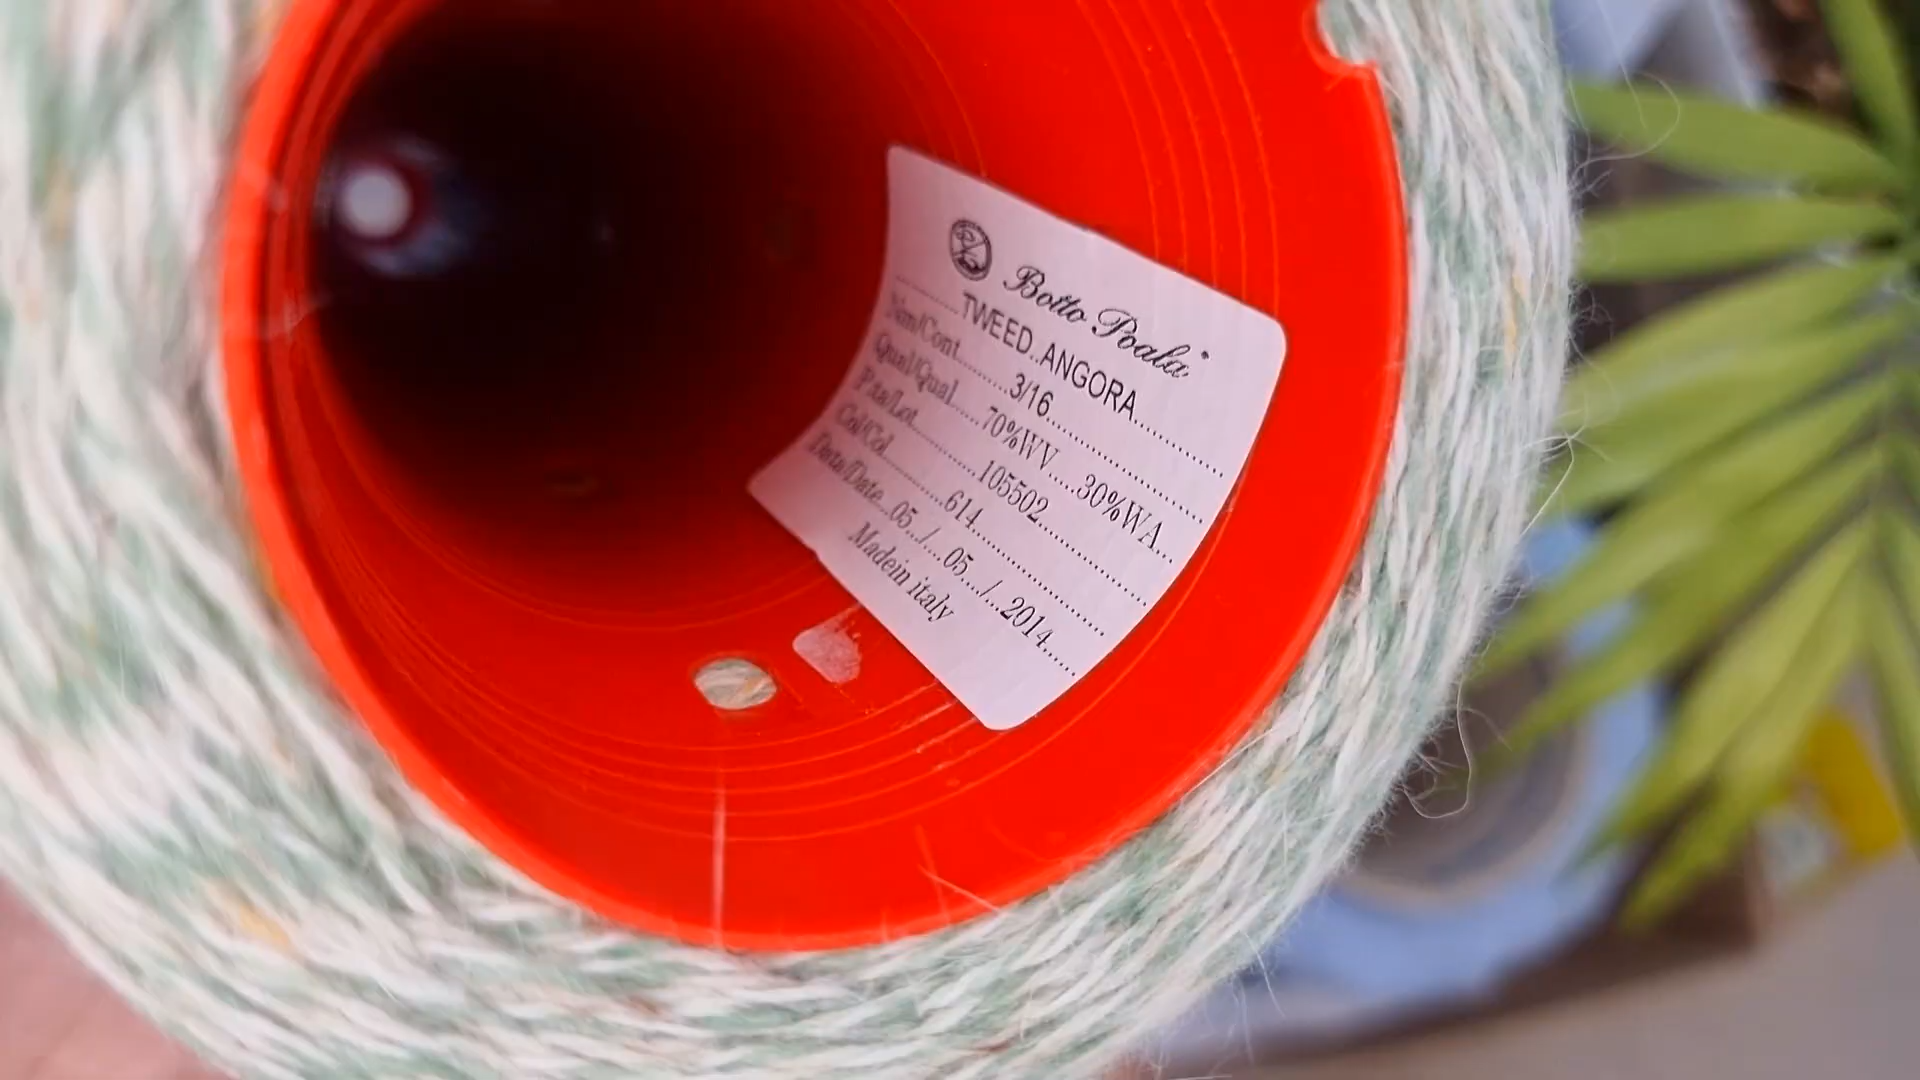 Botto Poala
............TWEED..ANGORA................
Nm/Cont..........3/16............................
Qual/Qual.....70%WV.....30%WA...
P.ta/Lot..............105502.....................
Col/Col............614........................
Data/Date...05.../....05..../...2014......
Madein italy